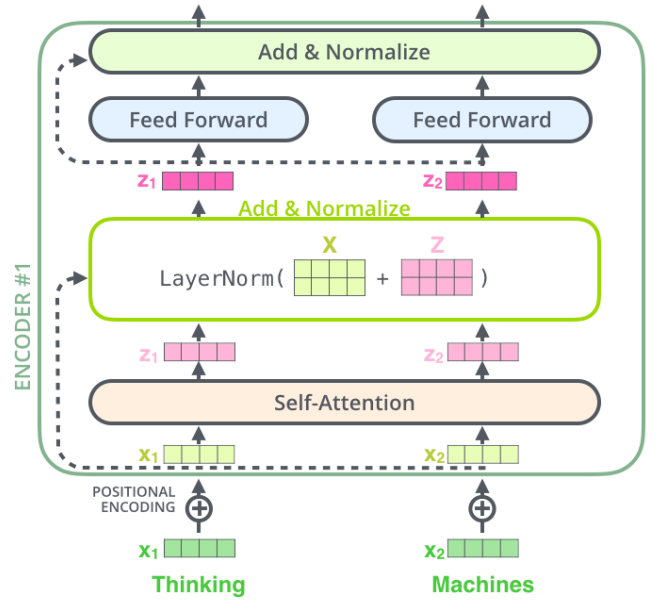 Add & Normalize
Feed Forward Feed Forward
z1 z2
Add & Normalize
X Z
LayerNorm( + )
z1 z2
Self-Attention
x1 x2
ENCODER #1
POSITIONAL
ENCODING
x1 x2
Thinking Machines